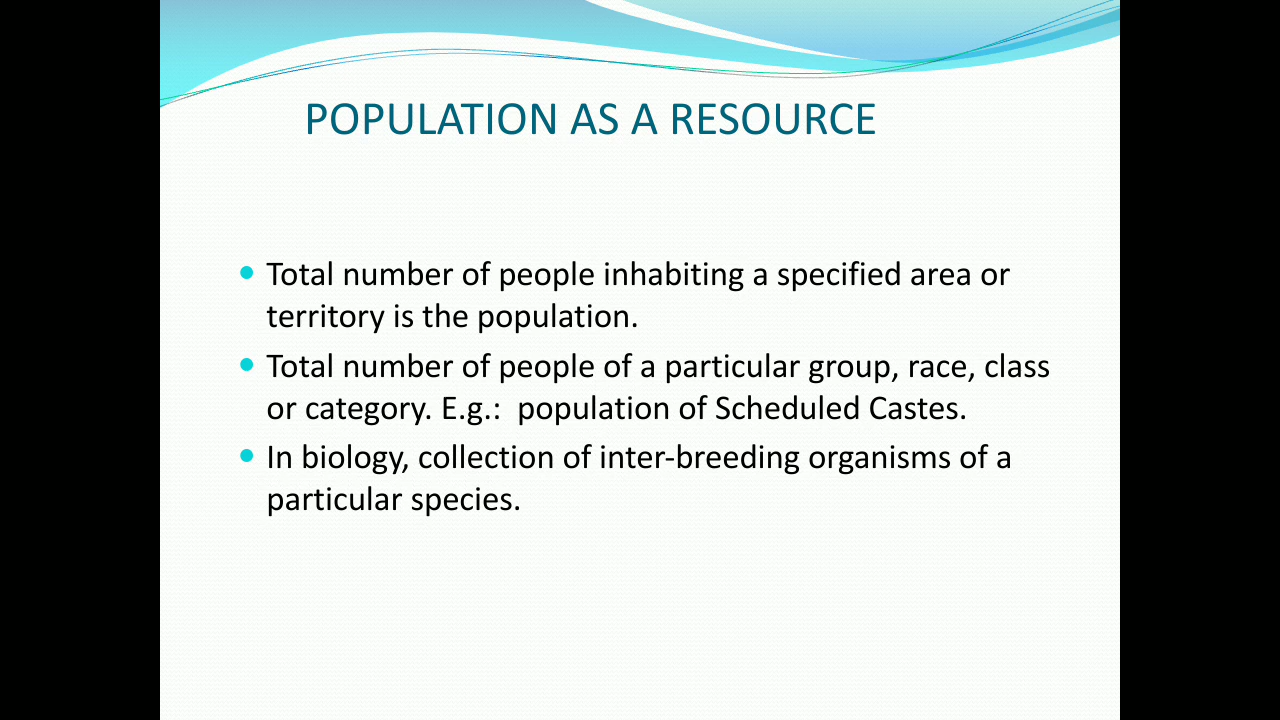 POPULATION AS A RESOURCE
Total number of people inhabiting a specified area or
territory is the population.
Total number of people of a particular group, race, class
or category. E.g.:  population of Scheduled Castes.
In biology, collection of inter-breeding organisms of a
particular species.